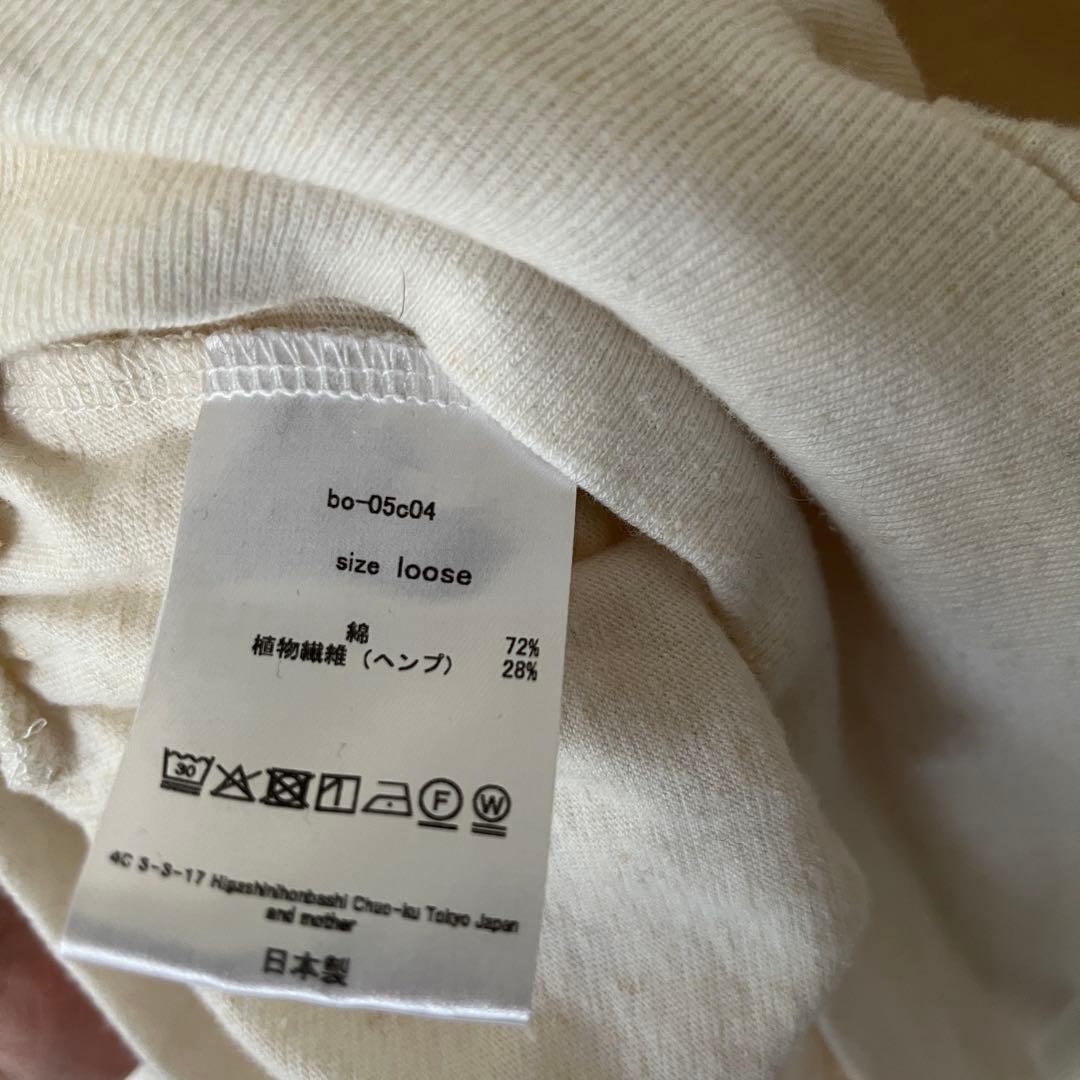 bo-05c04
size loose
綿 72%
植物繊維（ヘンプ） 28%
30
F W
4C 3-3-17 Higashinihonbashi Chuo-ku Tokyo Japan
and mother
日本製